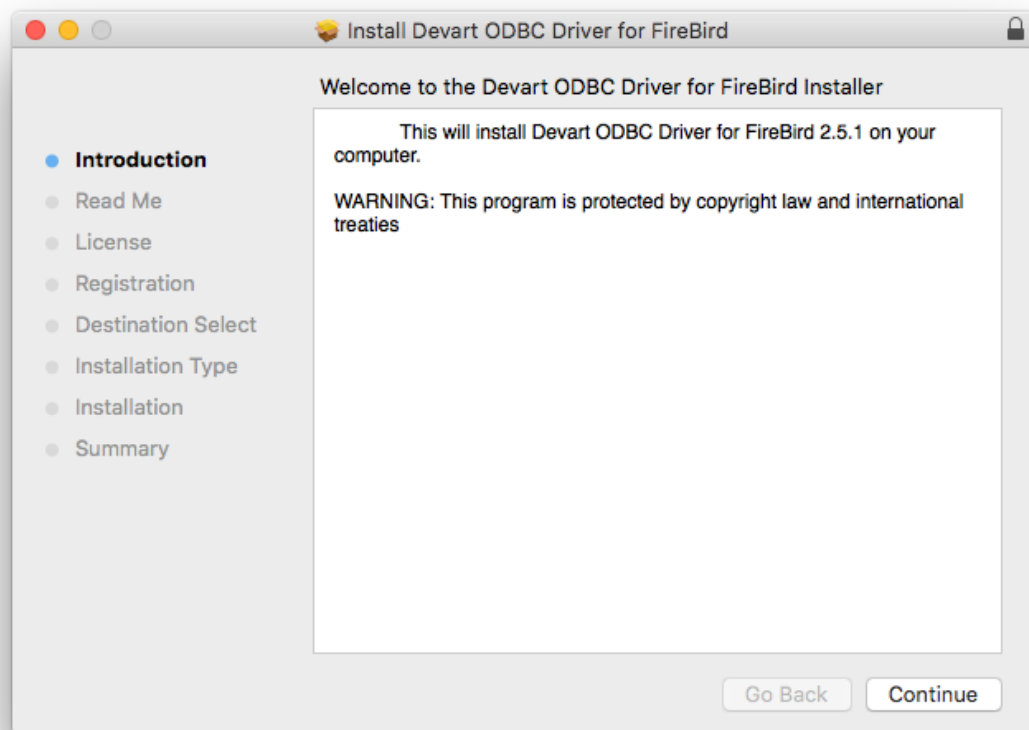 Install Devart ODBC Driver for FireBird
Welcome to the Devart ODBC Driver for FireBird Installer
Introduction
Read Me
License
Registration
Destination Select
Installation Type
Installation
Summary
This will install Devart ODBC Driver for FireBird 2.5.1 on your
computer.
WARNING: This program is protected by copyright law and international
treaties
Go Back
Continue